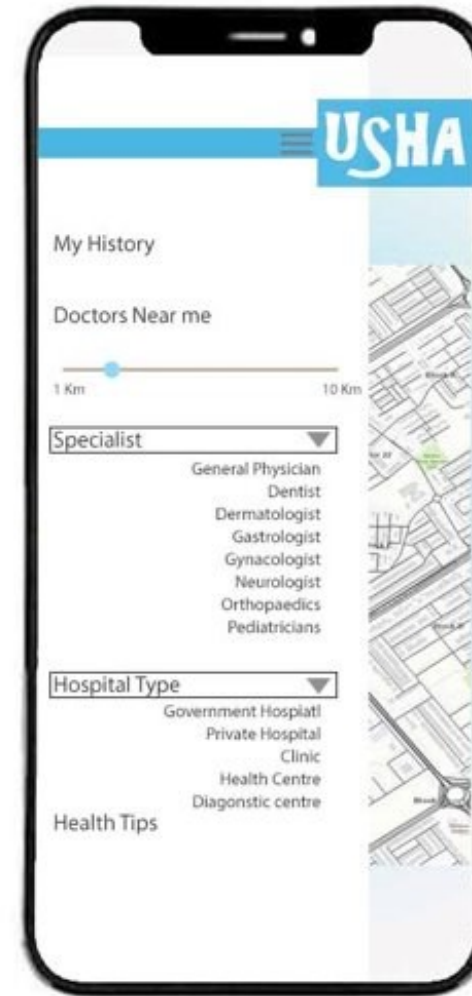 USHA
My History
Doctors Near me
1 Km
10 Km
Specialist
General Physician
Dentist
Dermatologist
Gastrologist
Gynacologist
Neurologist
Orthopaedics
Pediatricians
Hospital Type
Government Hospiatl
Private Hospital
Clinic
Health Centre
Diagonstic centre
Health Tips